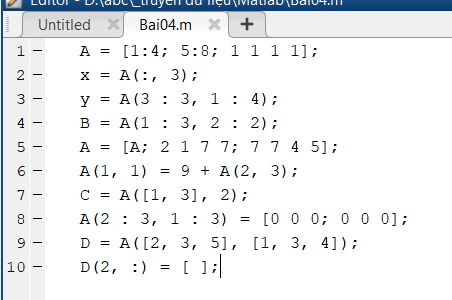 Editor - D:\abc\_truyền dữ liệu\Matlab\Bai04.m
Untitled × Bai04.m × +
1 – A = [1:4; 5:8; 1 1 1 1];
2 – x = A(:, 3);
3 – y = A(3 : 3, 1 : 4);
4 – B = A(1 : 3, 2 : 2);
5 – A = [A; 2 1 7 7; 7 7 4 5];
6 – A(1, 1) = 9 + A(2, 3);
7 – C = A([1, 3], 2);
8 – A(2 : 3, 1 : 3) = [0 0 0; 0 0 0];
9 – D = A([2, 3, 5], [1, 3, 4]);
10 – D(2, :) = [ ];